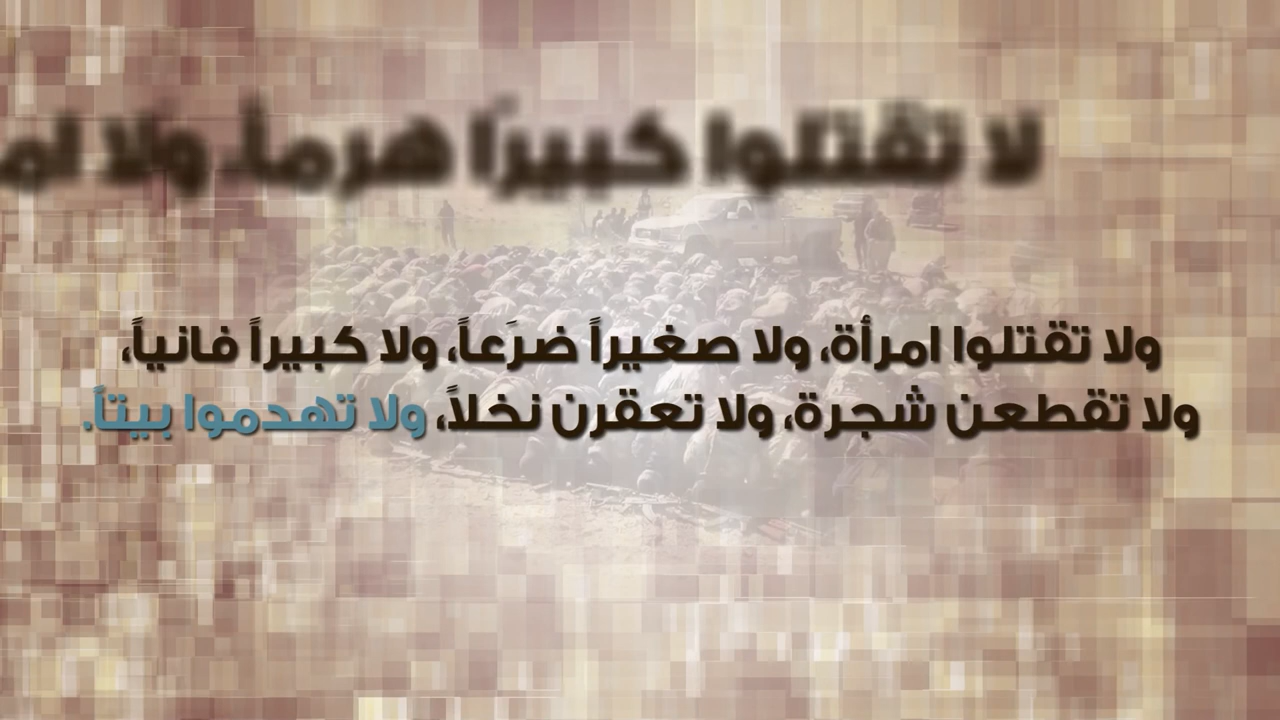 لا تقتلوا كبيرًا هرماً، ولا
ولا تقتلوا امرأة، ولا صغيراً ضرَعاً، ولا كبيراً فانياً،
ولا تقطعن شجرة، ولا تعقرن نخلاً، ولا تهدموا بيتاً.